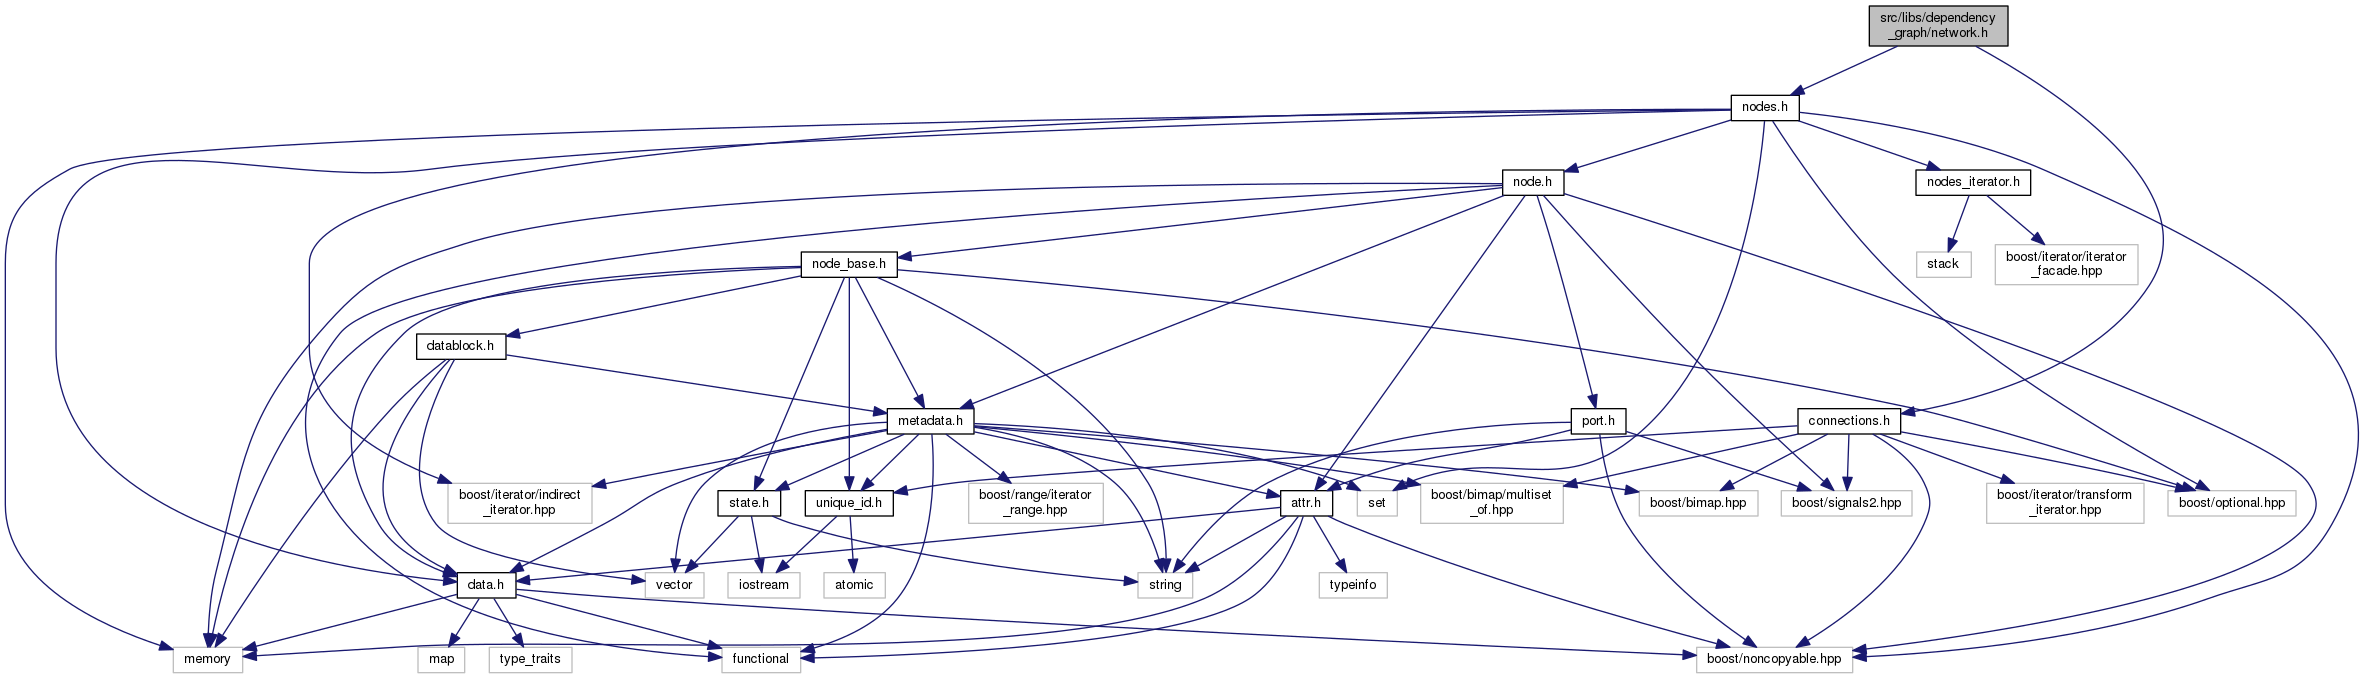 src/libs/dependency
_graph/network.h
nodes.h
node.h
nodes_iterator.h
node_base.h
stack
boost/iterator/iterator
_facade.hpp
datablock.h
metadata.h
port.h
connections.h
boost/iterator/indirect
_iterator.hpp
state.h
unique_id.h
boost/range/iterator
_range.hpp
attr.h
set
boost/bimap/multiset
_of.hpp
boost/bimap.hpp
boost/signals2.hpp
boost/iterator/transform
_iterator.hpp
boost/optional.hpp
data.h
vector
iostream
atomic
string
typeinfo
memory
map
type_traits
functional
boost/noncopyable.hpp